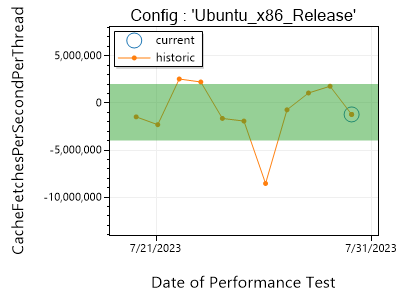 Config : 'Ubuntu_x86_Release'
current
historic
CacheFetchesPerSecondPerThread
5,000,000
0
-5,000,000
-10,000,000
7/21/2023
7/31/2023
Date of Performance Test